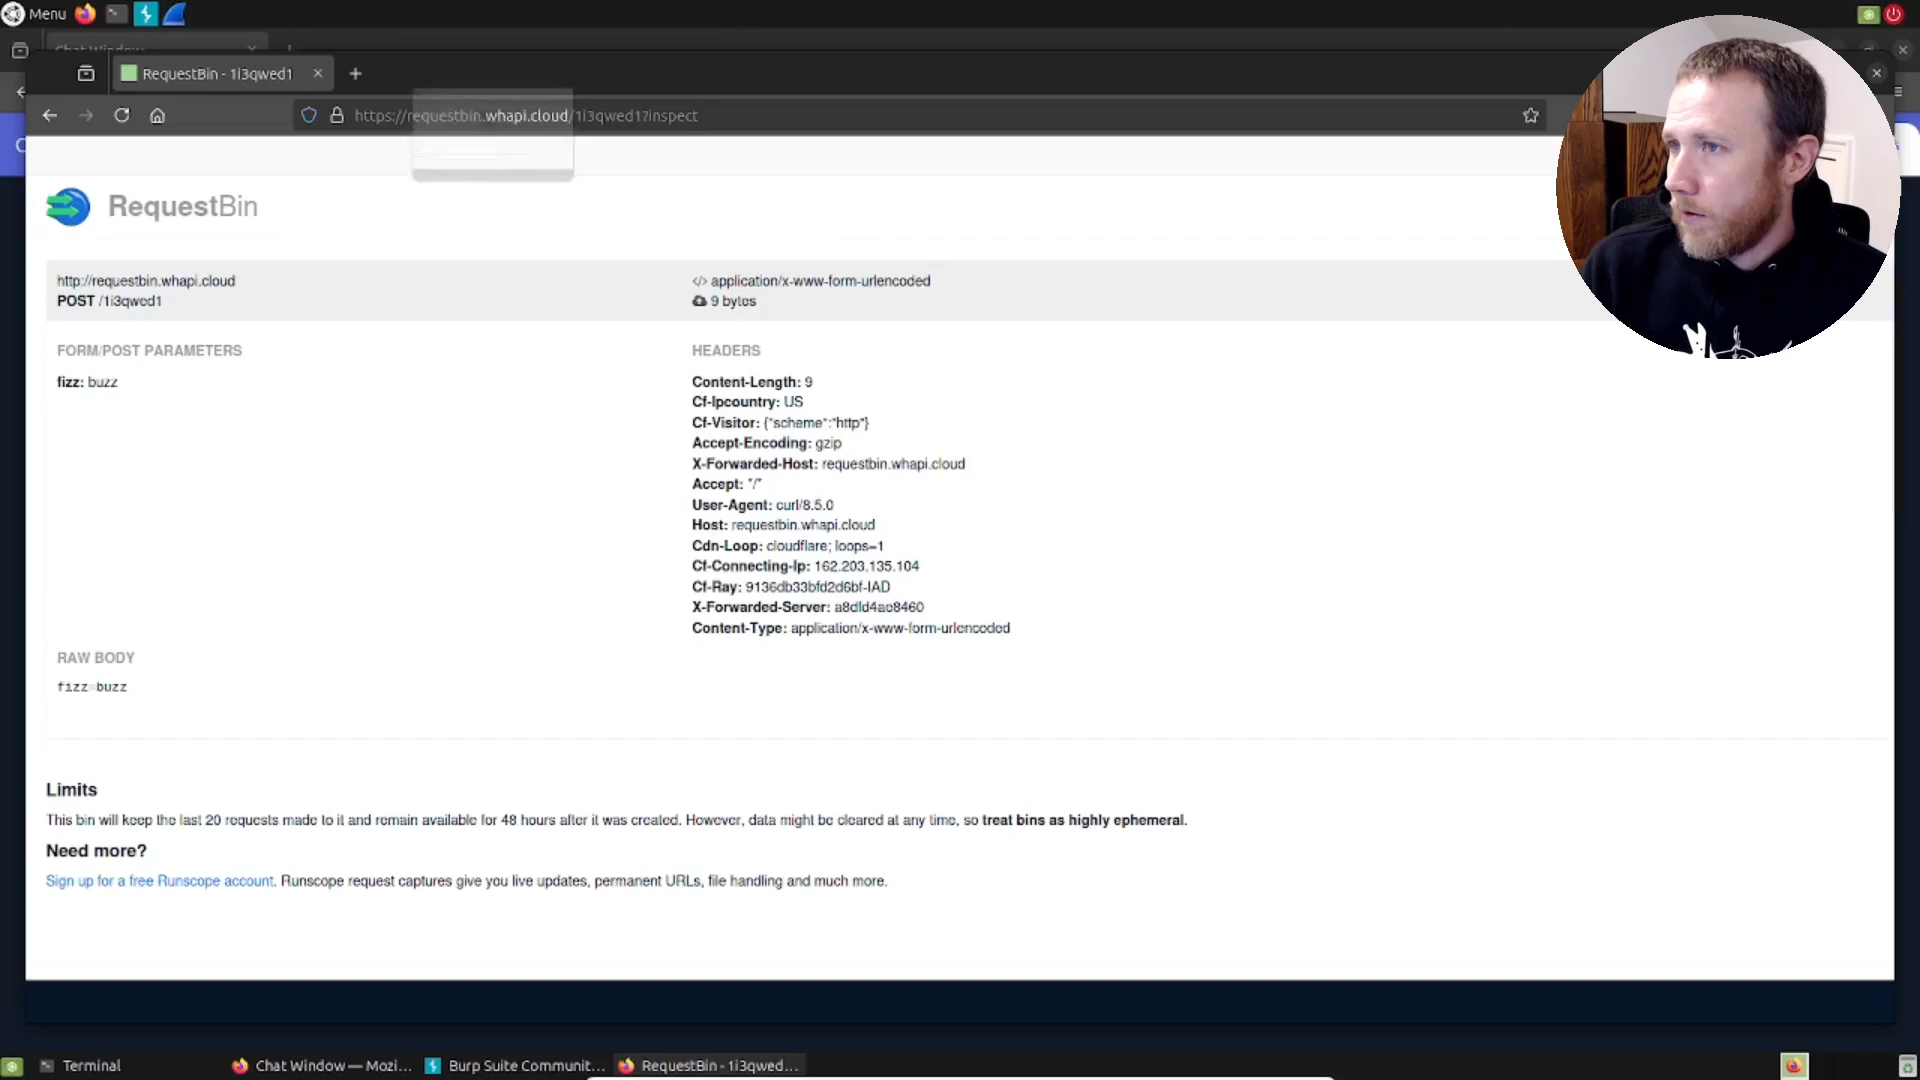 Menu
Chat Window
RequestBin - 1i3qwed1
https://requestbin.whapi.cloud/1i3qwed1?inspect
RequestBin
http://requestbin.whapi.cloud
POST /1i3qwed1
application/x-www-form-urlencoded
9 bytes
FORM/POST PARAMETERS
fizz: buzz
HEADERS
Content-Length: 9
Cf-Ipcountry: US
Cf-Visitor: {"scheme":"http"}
Accept-Encoding: gzip
X-Forwarded-Host: requestbin.whapi.cloud
Accept: */*
User-Agent: curl/8.5.0
Host: requestbin.whapi.cloud
Cdn-Loop: cloudflare; loops=1
Cf-Connecting-Ip: 162.203.135.104
Cf-Ray: 9136db33bfd2d6bf-IAD
X-Forwarded-Server: a8dfd4ae8460
Content-Type: application/x-www-form-urlencoded
RAW BODY
fizz=buzz
Limits
This bin will keep the last 20 requests made to it and remain available for 48 hours after it was created. However, data might be cleared at any time, so treat bins as highly ephemeral.
Need more?
Sign up for a free Runscope account. Runscope request captures give you live updates, permanent URLs, file handling and much more.
Terminal
Chat Window — Mozi...
Burp Suite Communit...
RequestBin - 1i3qwed...